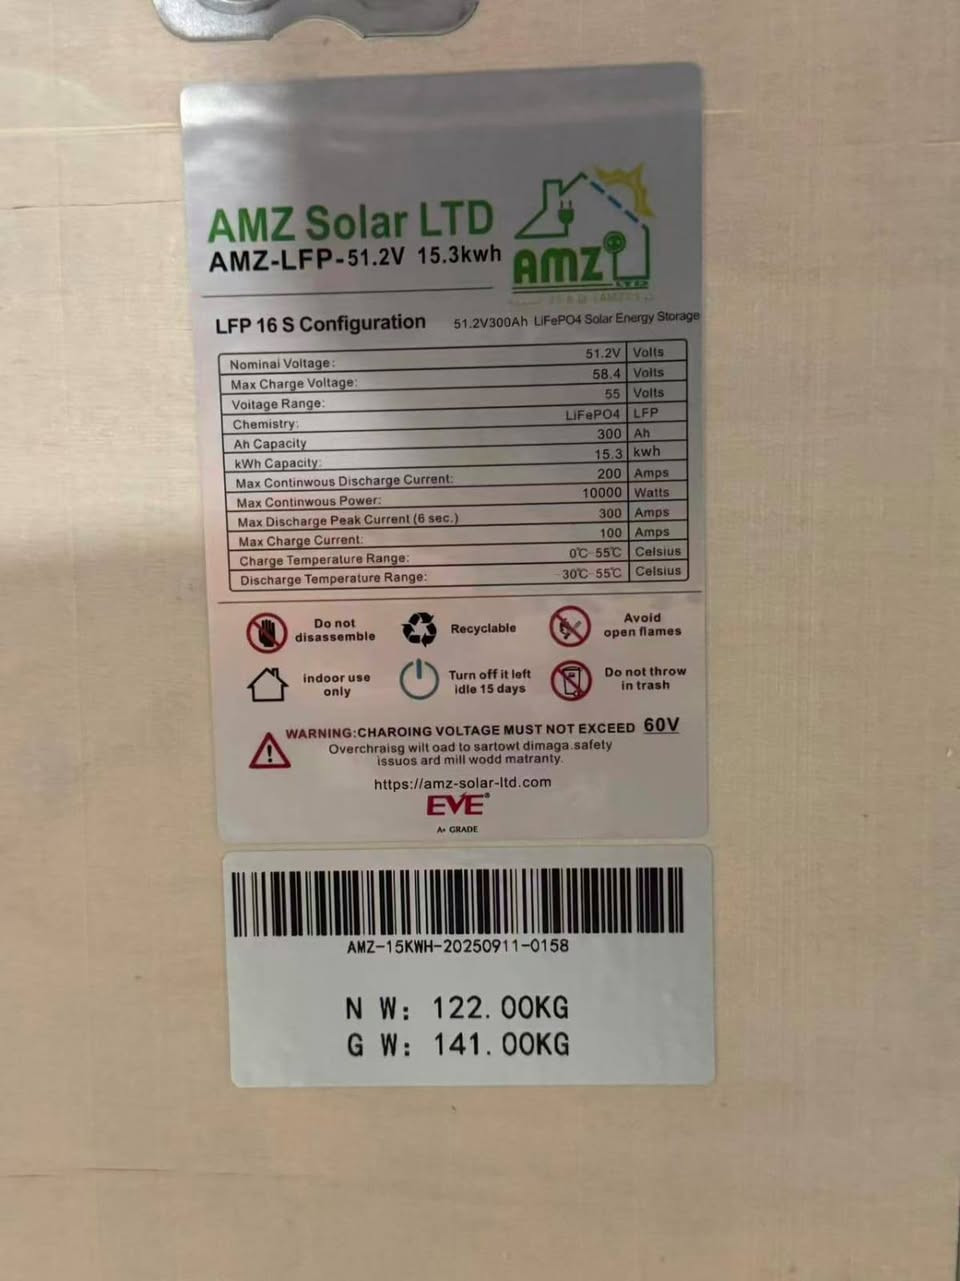 AMZ Solar LTD
AMZ-LFP-51.2V 15.3kwh
AMZ
LTD
LFP 16 S Configuration 51.2V300Ah LiFePO4 Solar Energy Storage
Nominai Voltage: 51.2V Volts
Max Charge Voltage: 58.4 Volts
Voitage Range: 55 Volts
Chemistry: LiFePO4 LFP
Ah Capacity 300 Ah
kWh Capacity: 15.3 kwh
Max Continwous Discharge Current: 200 Amps
Max Continwous Power: 10000 Watts
Max Discharge Peak Current (6 sec.) 300 Amps
Max Charge Current: 100 Amps
Charge Temperature Range: 0℃-55℃ Celsius
Discharge Temperature Range: -30℃-55℃ Celsius
Do not
disassemble
Recyclable
Avoid
open flames
indoor use
only
Turn off it left
idle 15 days
Do not throw
in trash
WARNING:CHAROING VOLTAGE MUST NOT EXCEED 60V
Overchraisg wilt oad to sartowt dimaga.safety
issuos ard mill wodd matranty.
https://amz-solar-ltd.com
EVE®
A+ GRADE
AMZ-15KWH-20250911-0158
N W: 122.00KG
G W: 141.00KG